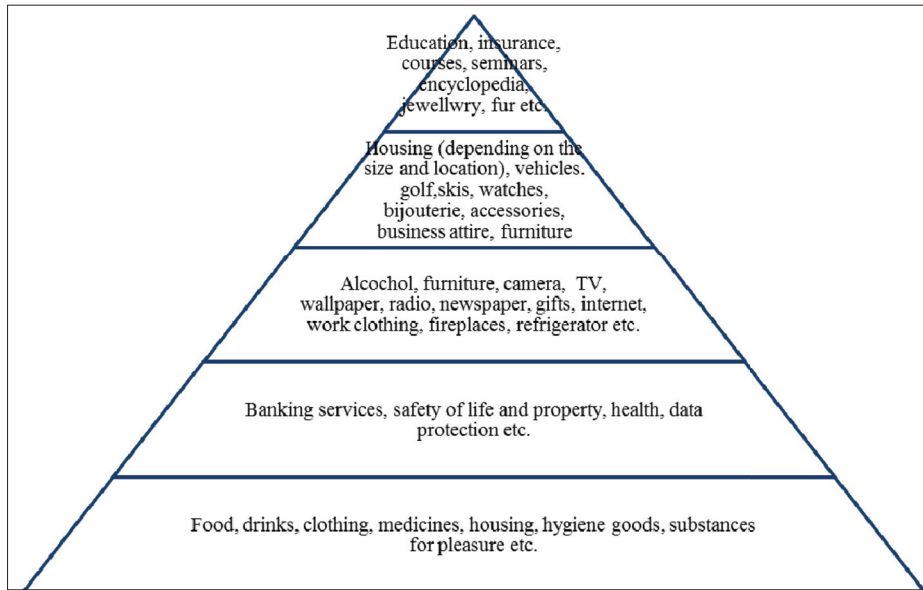 Education, insurance,
courses, seminars,
encyclopedia,
jewellwry, fur etc.
Housing (depending on the
size and location), vehicles.
golf,skis, watches,
bijouterie, accessories,
business attire, furniture
Alcochol, furniture, camera, TV,
wallpaper, radio, newspaper, gifts, internet,
work clothing, fireplaces, refrigerator etc.
Banking services, safety of life and property, health, data
protection etc.
Food, drinks, clothing, medicines, housing, hygiene goods, substances
for pleasure etc.